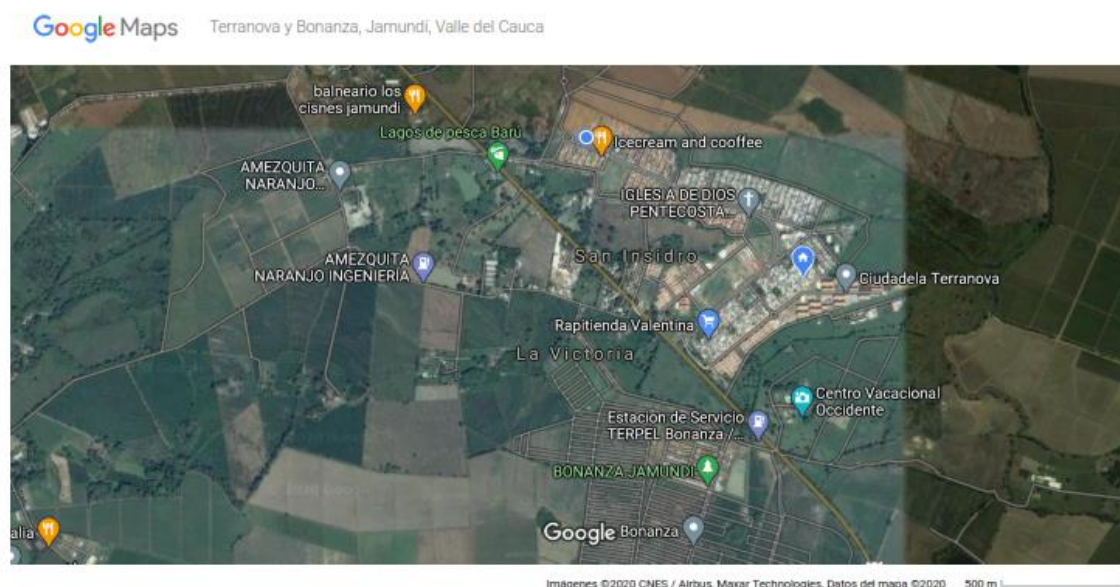 Google Maps
Terranova y Bonanza, Jamundí, Valle del Cauca
balneario los
cisnes jamundi
Lagos de pesca Barú
Icecream and cooffee
AMEZQUITA
NARANJO...
IGLESIA DE DIOS
PENTECOSTA...
San Insidro
AMEZQUITA
NARANJO INGENIERIA
Ciudadela Terranova
Rapitienda Valentina
La Victoria
Centro Vacacional
Occidente
Estación de Servicio
TERPEL Bonanza /...
BONANZA JAMUNDI
alia
Google
Bonanza
Imágenes ©2020 CNES / Airbus, Maxar Technologies, Datos del mapa ©2020
500 m